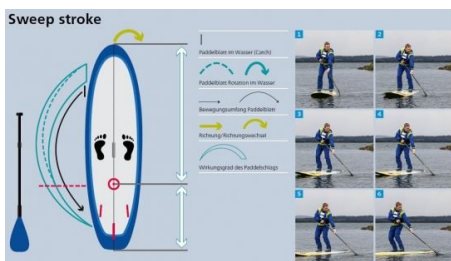 Sweep stroke
Paddelblatt im Wasser (Catch)
Paddelblatt Rotation im Wasser
Bewegungsumfang Paddelblatt
Richtung/ Richtungswechsel
Wirkungsgrad des Paddelschlags
1
2
3
4
5
6